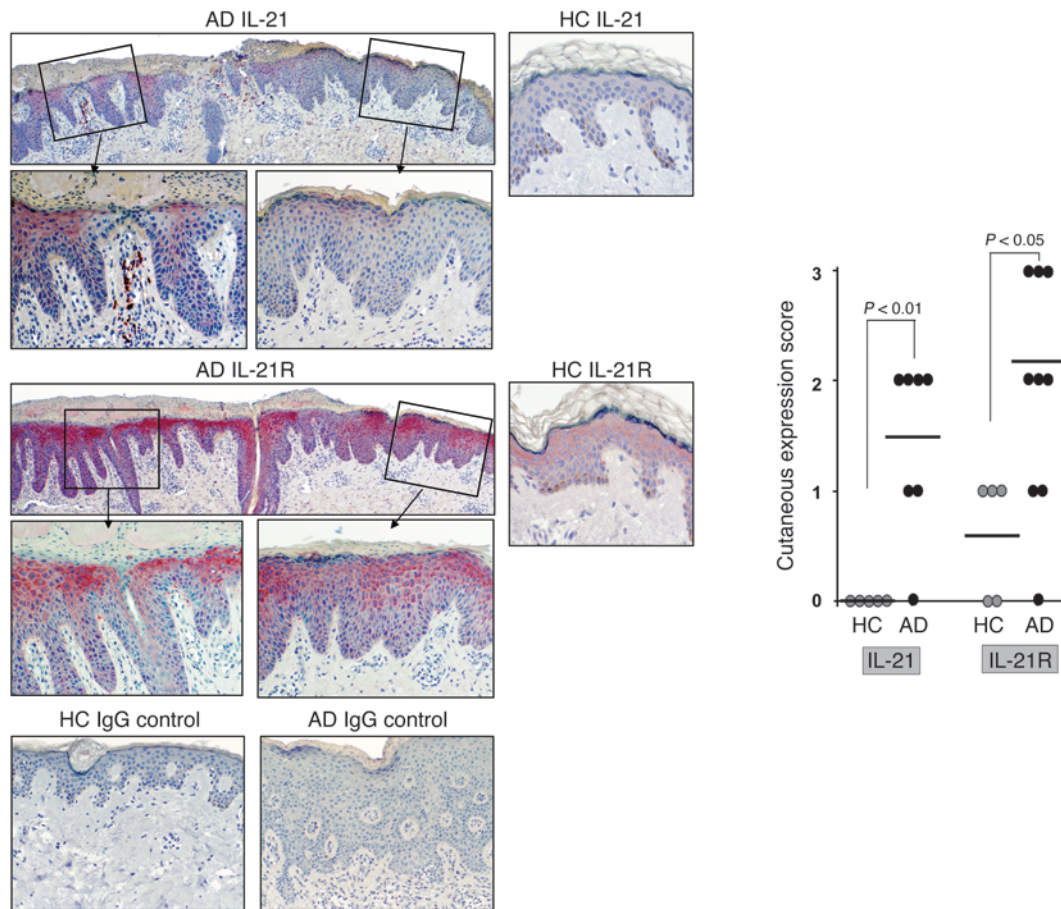 AD IL-21
HC IL-21
AD IL-21R
HC IL-21R
HC IgG control
AD IgG control
Cutaneous expression score
3
2
1
0
P < 0.01
P < 0.05
HC AD HC AD
IL-21 IL-21R